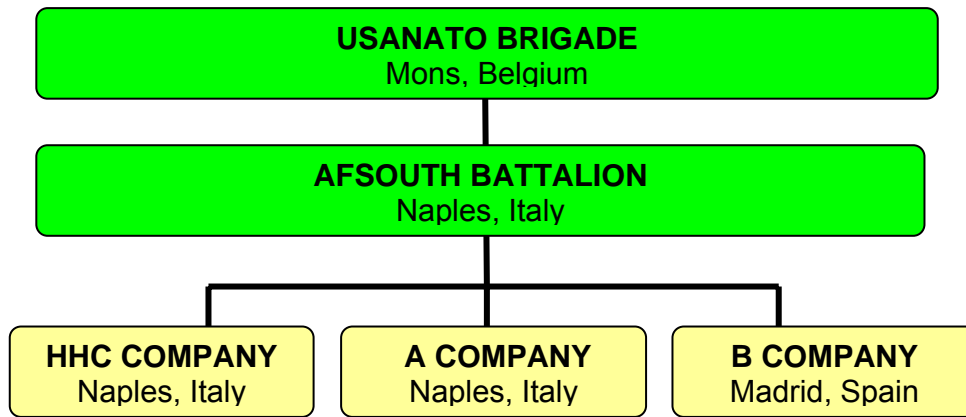 USANATO BRIGADE
Mons, Belgium
AFSOUTH BATTALION
Naples, Italy
HHC COMPANY
Naples, Italy
A COMPANY
Naples, Italy
B COMPANY
Madrid, Spain